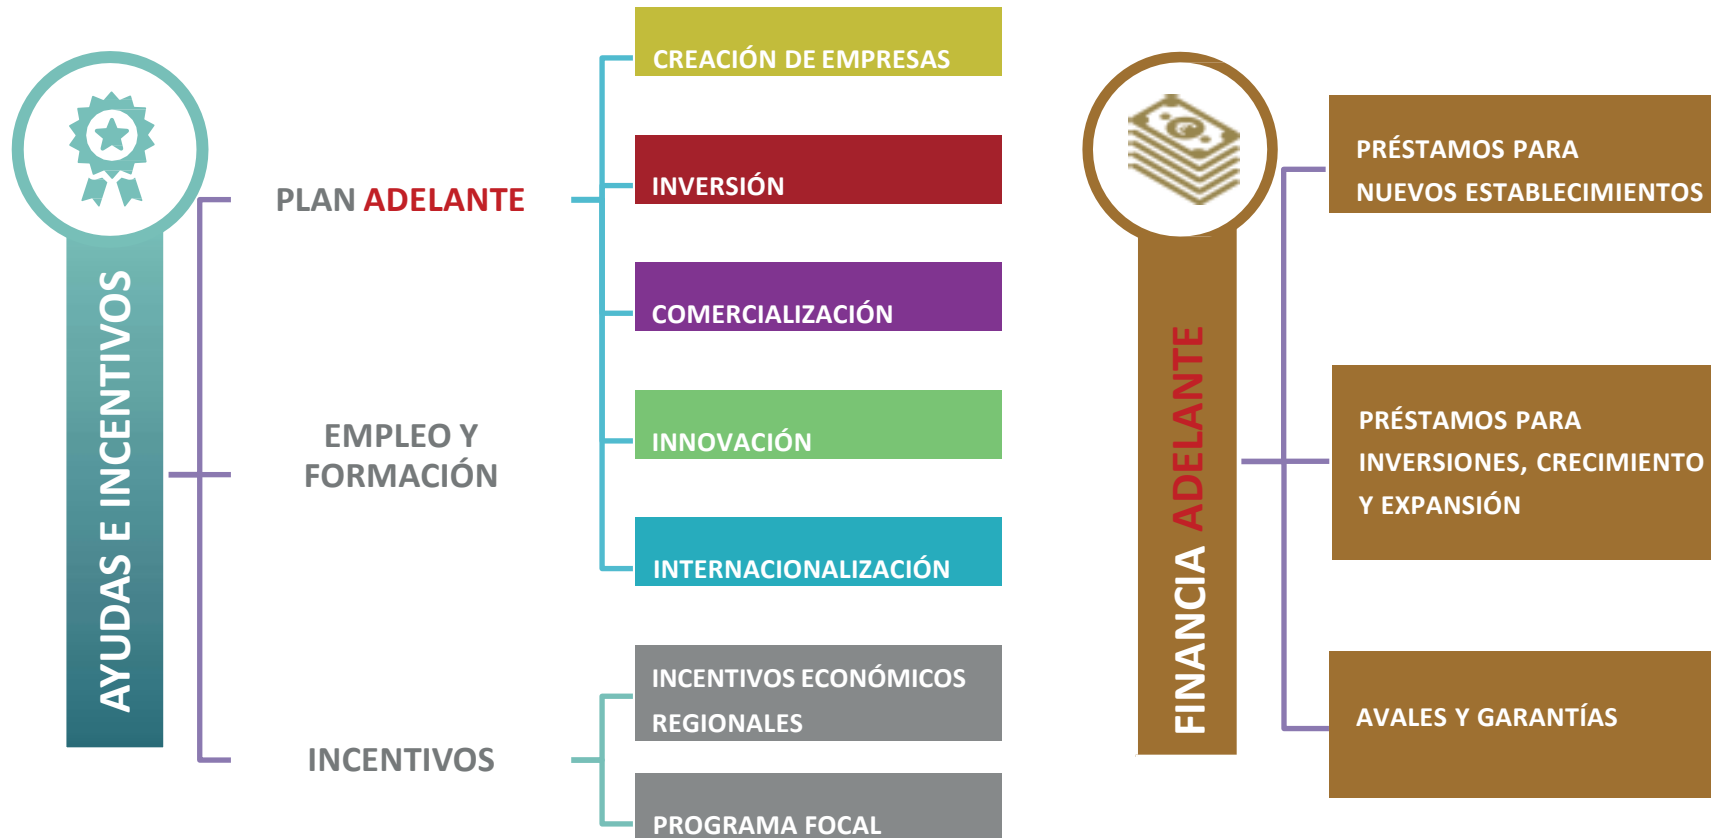 AYUDAS E INCENTIVOS
PLAN ADELANTE
CREACIÓN DE EMPRESAS
INVERSIÓN
COMERCIALIZACIÓN
INNOVACIÓN
INTERNACIONALIZACIÓN
EMPLEO Y
FORMACIÓN
INCENTIVOS
INCENTIVOS ECONÓMICOS
REGIONALES
PROGRAMA FOCAL
FINANCIA ADELANTE
PRÉSTAMOS PARA
NUEVOS ESTABLECIMIENTOS
PRÉSTAMOS PARA
INVERSIONES, CRECIMIENTO
Y EXPANSIÓN
AVALES Y GARANTÍAS